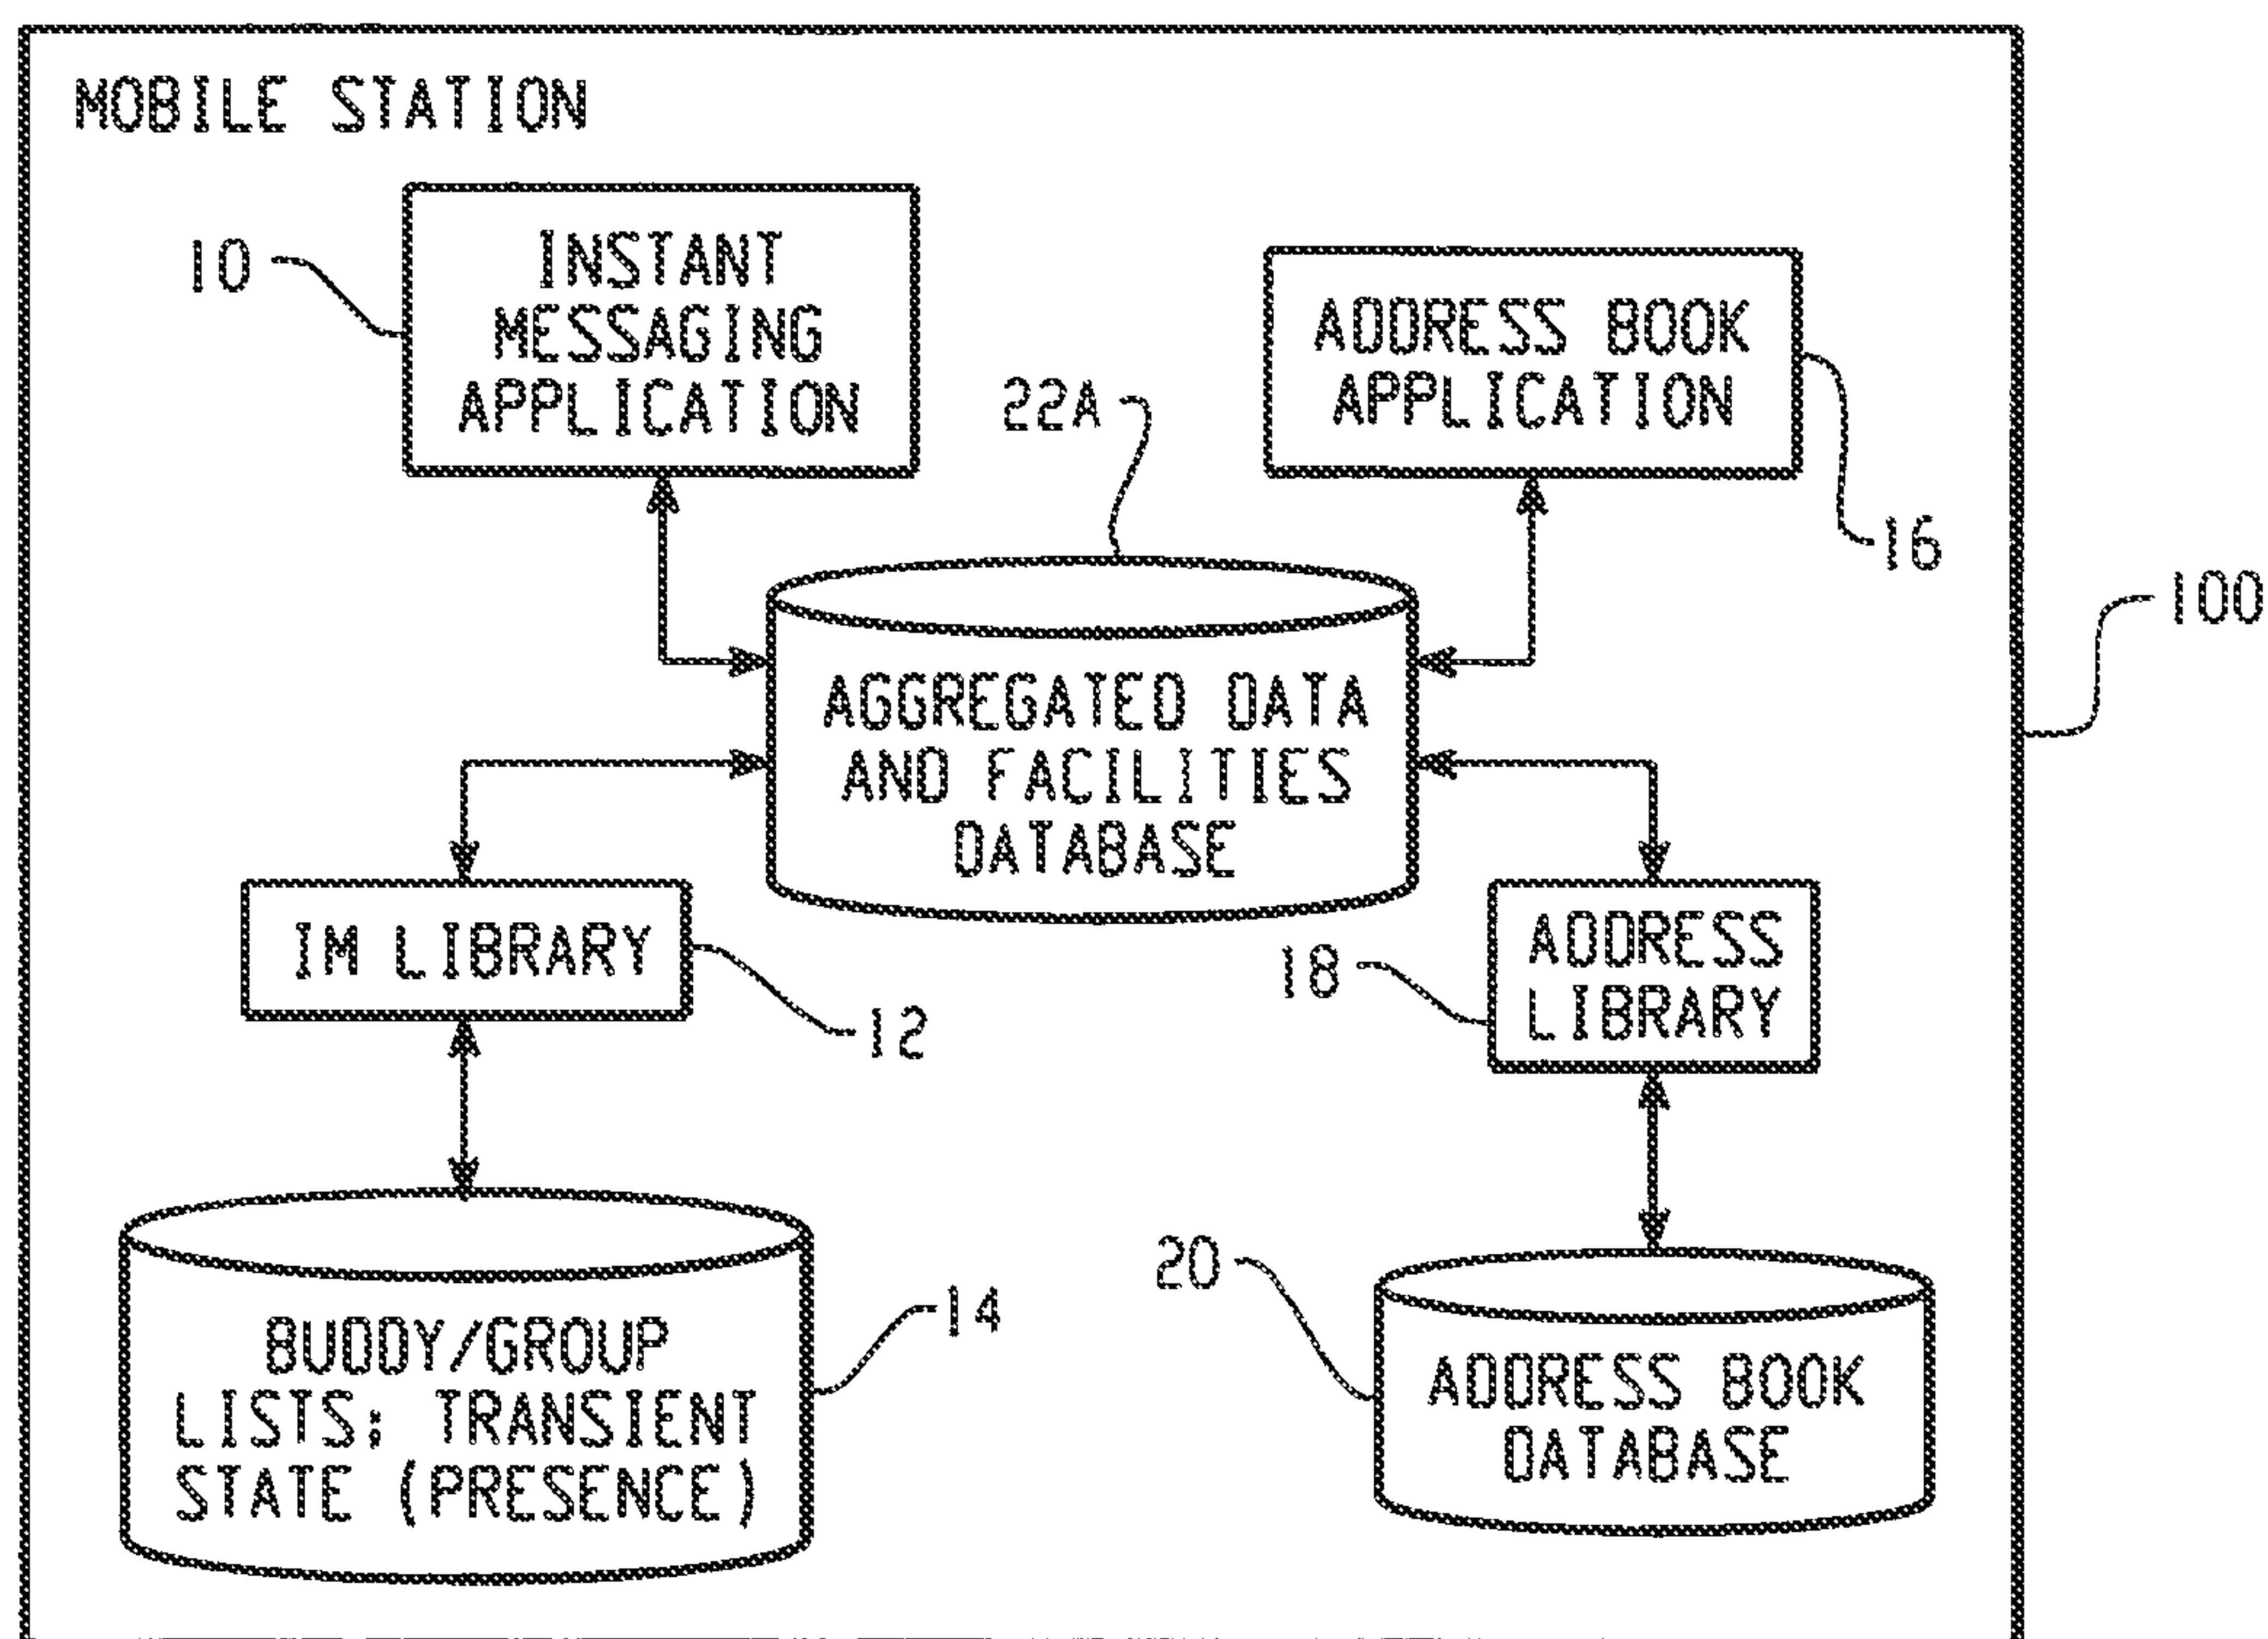 MOBILE STATION
10
INSTANT
MESSAGING
APPLICATION
22A
ADDRESS BOOK
APPLICATION
16
100
AGGREGATED DATA
AND FACILITIES
DATABASE
IM LIBRARY
12
18
ADDRESS
LIBRARY
BUDDY/GROUP
LISTS; TRANSIENT
STATE (PRESENCE)
14
20
ADDRESS BOOK
DATABASE